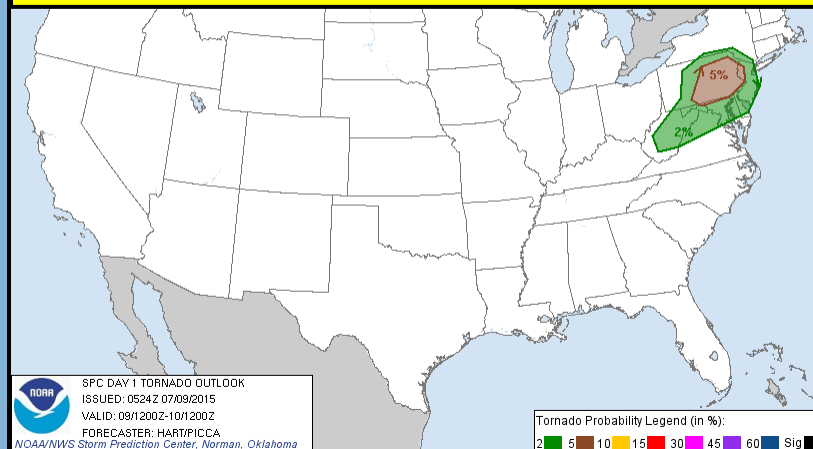 5%
2%
NOAA
SPC DAY 1 TORNADO OUTLOOK
ISSUED: 0524Z 07/09/2015
VALID: 09/1200Z-10/1200Z
FORECASTER: HART/PICCA
NOAA/NWS Storm Prediction Center, Norman, Oklahoma
Tornado Probability Legend (in %):
2 5 10 15 30 45 60 Sig